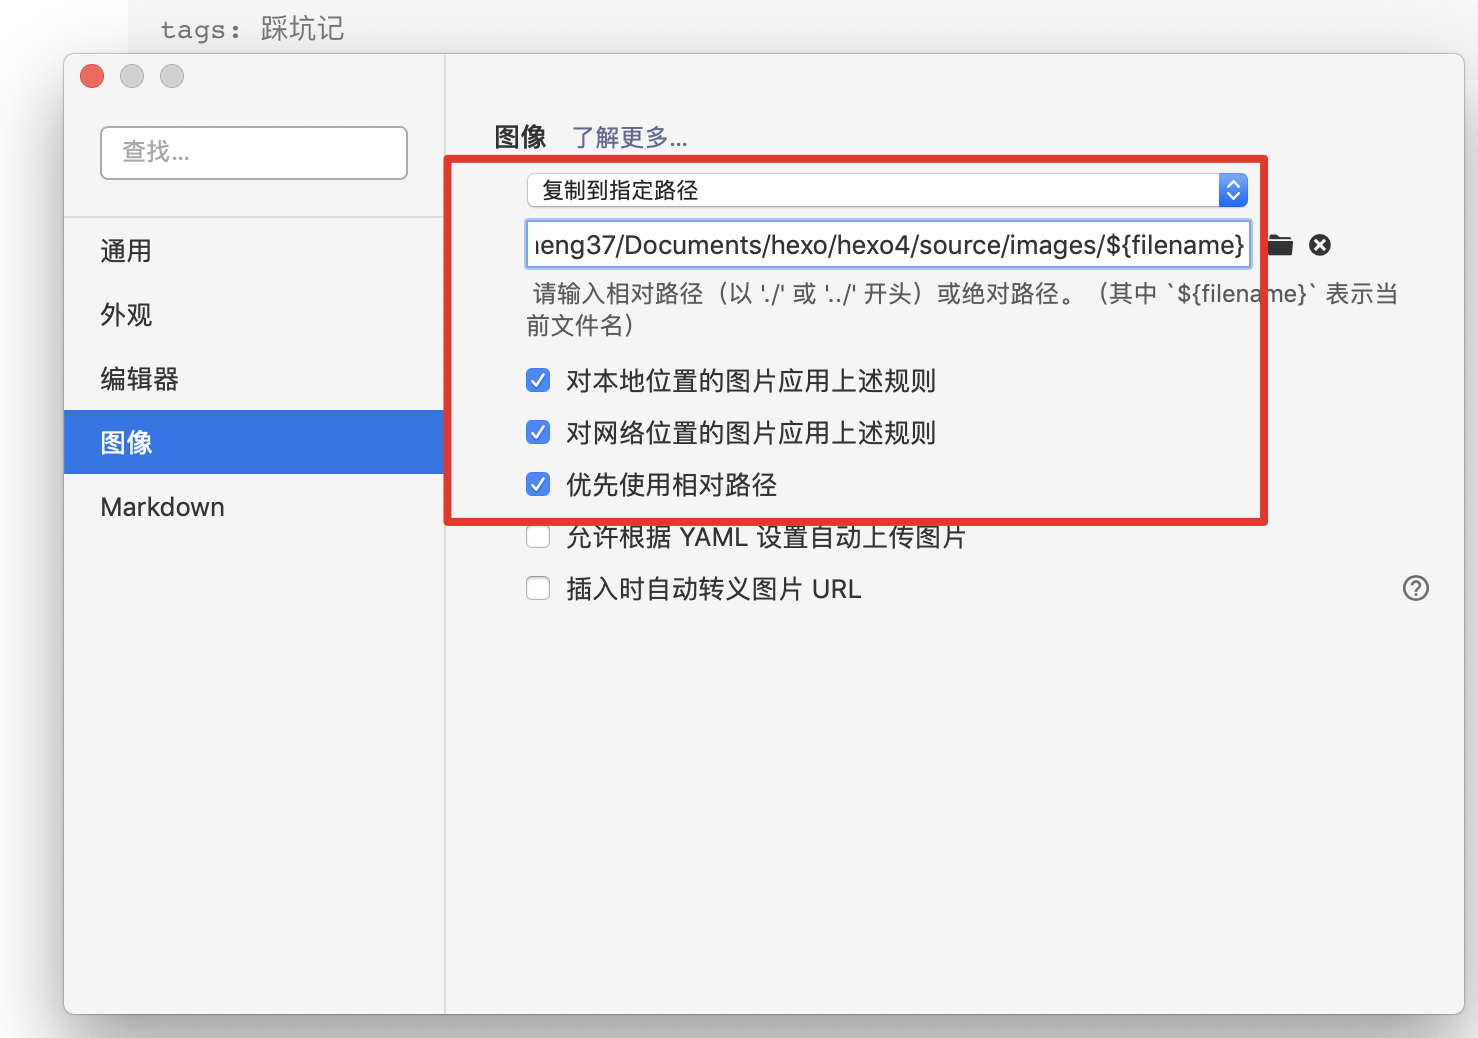 tags: 踩坑记
查找...
通用
外观
编辑器
图像
Markdown
图像 了解更多...
复制到指定路径
eng37/Documents/hexo/hexo4/source/images/${filename}
请输入相对路径（以 './' 或 '../' 开头）或绝对路径。（其中 `${filename}` 表示当
前文件名）
对本地位置的图片应用上述规则
对网络位置的图片应用上述规则
优先使用相对路径
允许根据 YAML 设置自动上传图片
插入时自动转义图片 URL